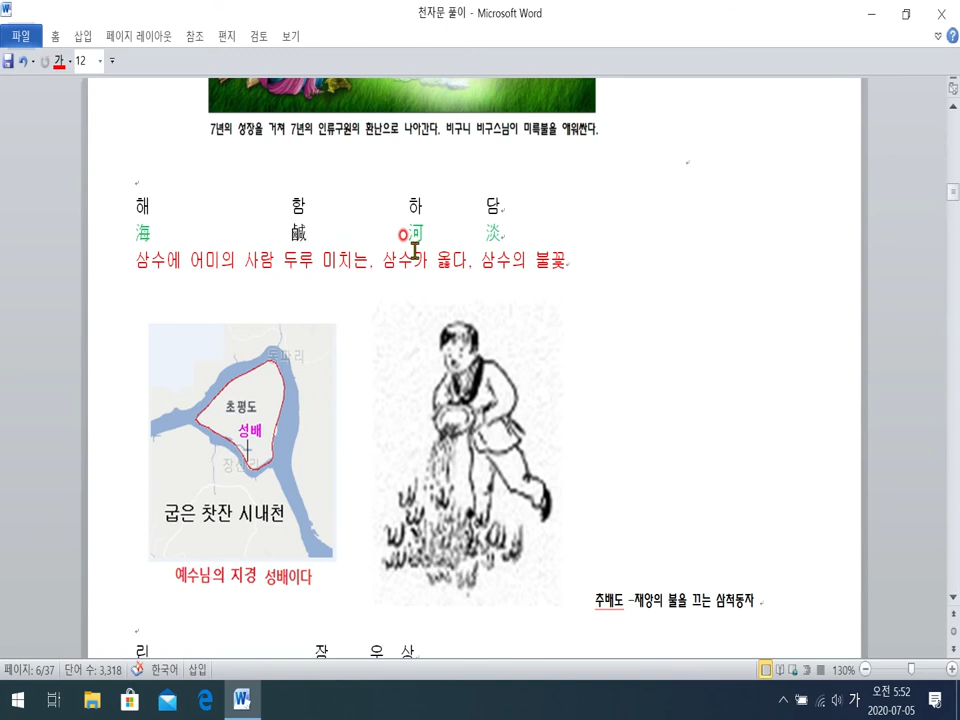 천자문 풀이 - Microsoft Word
파일 홈 삽입 페이지 레이아웃 참조 편지 검토 보기
가 12
7년의 성장을 거쳐 7년의 인류구원의 환난으로 나아간다. 비구니 비구스님이 미륵불을 에워싼다.
해 함 하 담
海 鹹 河 淡
삼수에 어미의 사람 두루 미치는, 삼수가 옳다, 삼수의 불꽃
초평도
성배
장산리
굽은 찻잔 시내천
예수님의 지경 성배이다
추배도 -재앙의 불을 끄는 삼척동자
리 장 우 상
페이지: 6/37 단어 수: 3,318 한국어 삽입 130%
가 오전 5:52
2020-07-05